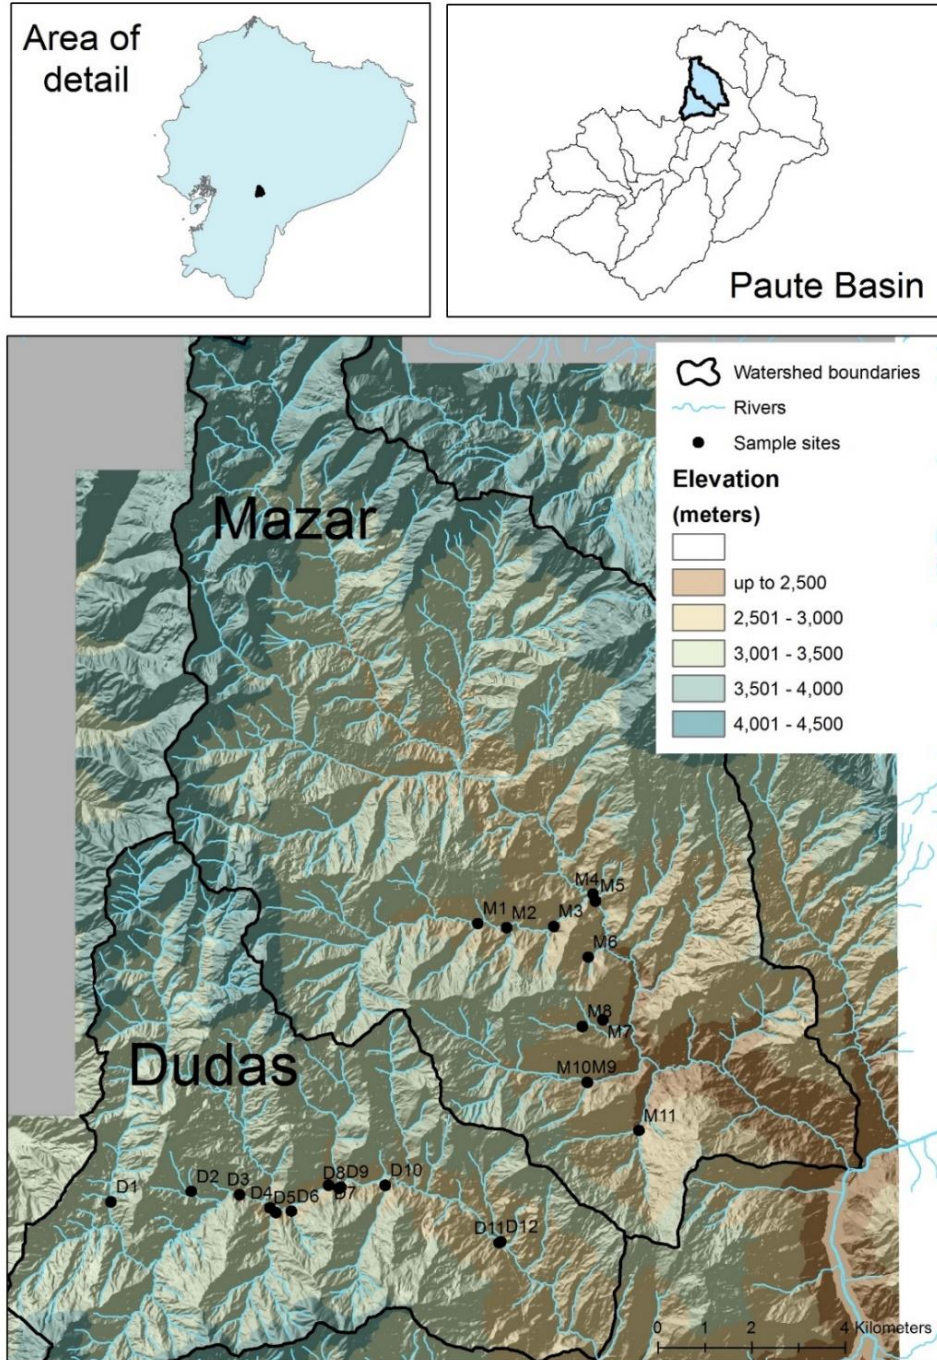 Area of
detail
Paute Basin
Watershed boundaries
Rivers
Sample sites
Elevation
(meters)
up to 2,500
2,501 - 3,000
3,001 - 3,500
3,501 - 4,000
4,001 - 4,500
Mazar
M4
M5
M1
M2
M3
M6
M8
M7
M10
M9
M11
Dudas
D1
D2
D3
D4
D5
D6
D8
D9
D7
D10
D11
D12
0 1 2 4 Kilometers